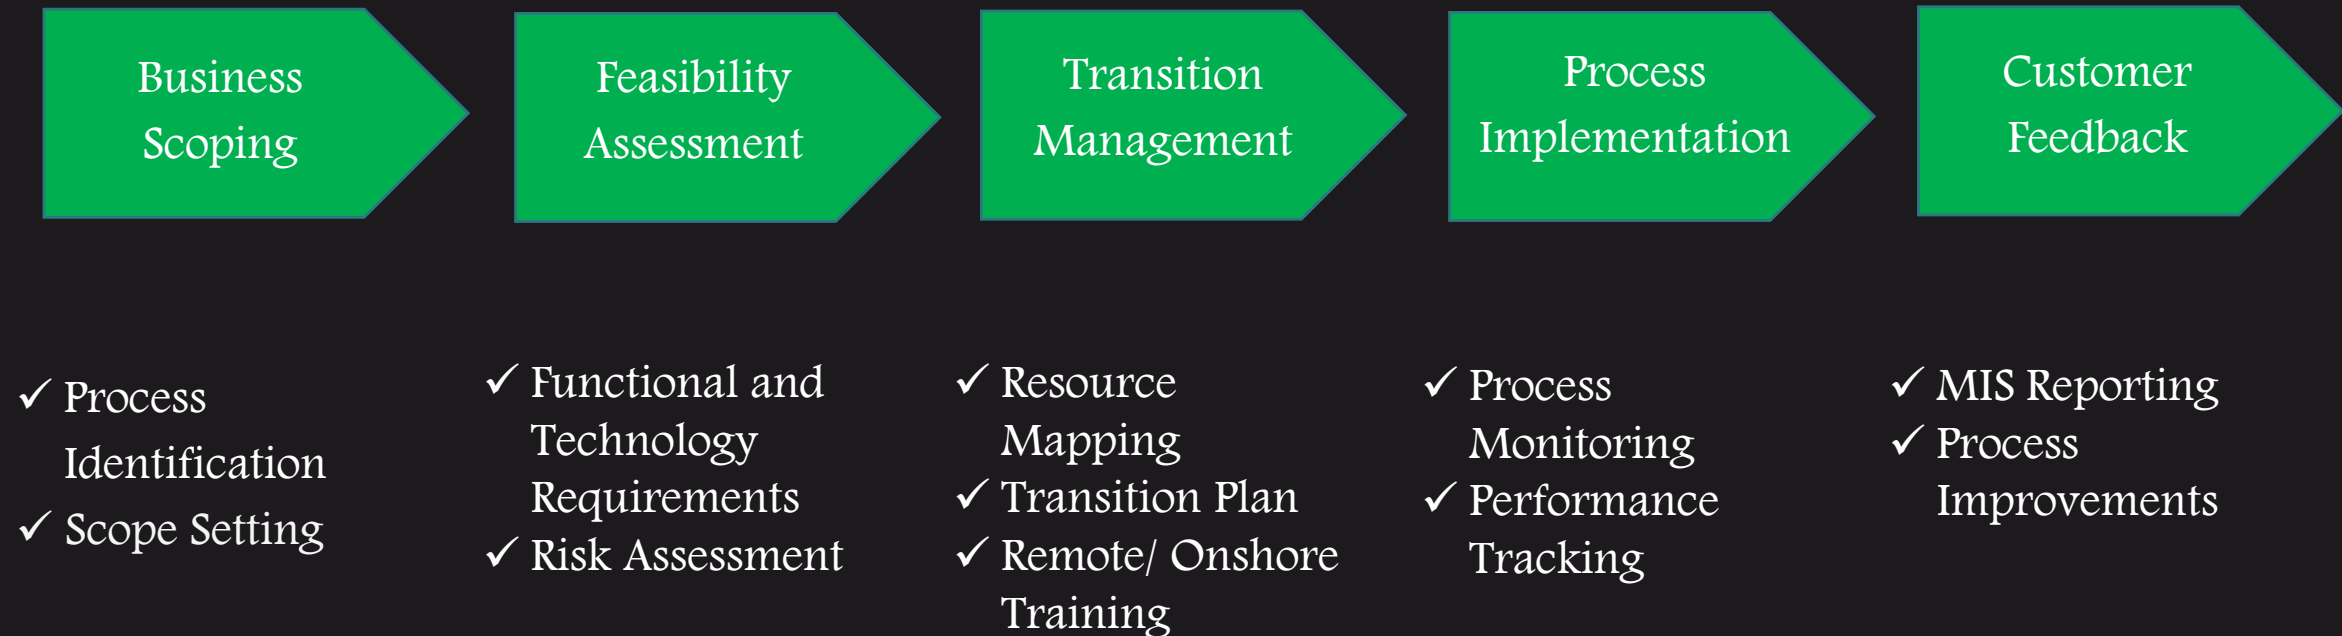 Business
Scoping
Feasibility
Assessment
Transition
Management
Process
Implementation
Customer
Feedback
✓ Process
Identification
✓ Scope Setting
✓ Functional and
Technology
Requirements
✓ Risk Assessment
✓ Resource
Mapping
✓ Transition Plan
✓ Remote/ Onshore
Training
✓ Process
Monitoring
✓ Performance
Tracking
✓ MIS Reporting
✓ Process
Improvements